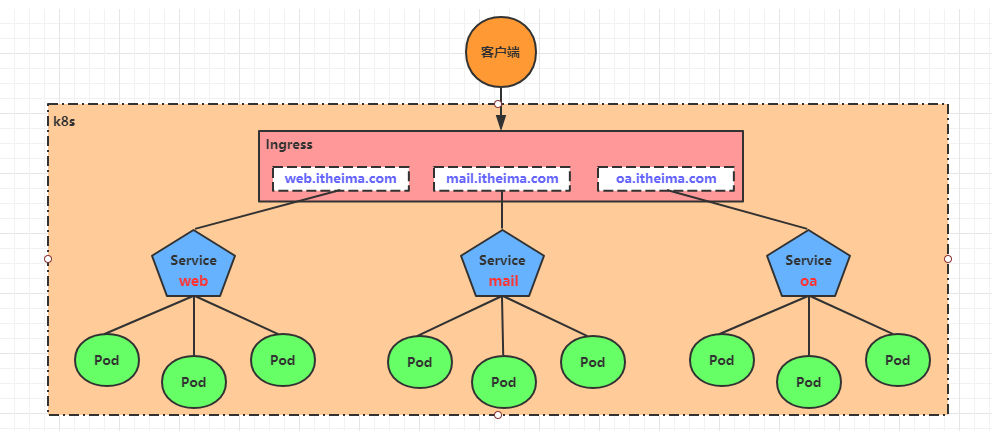 客户端
k8s
Ingress
web.itheima.com
mail.itheima.com
oa.itheima.com
Service
web
Service
mail
Service
oa
Pod
Pod
Pod
Pod
Pod
Pod
Pod
Pod
Pod